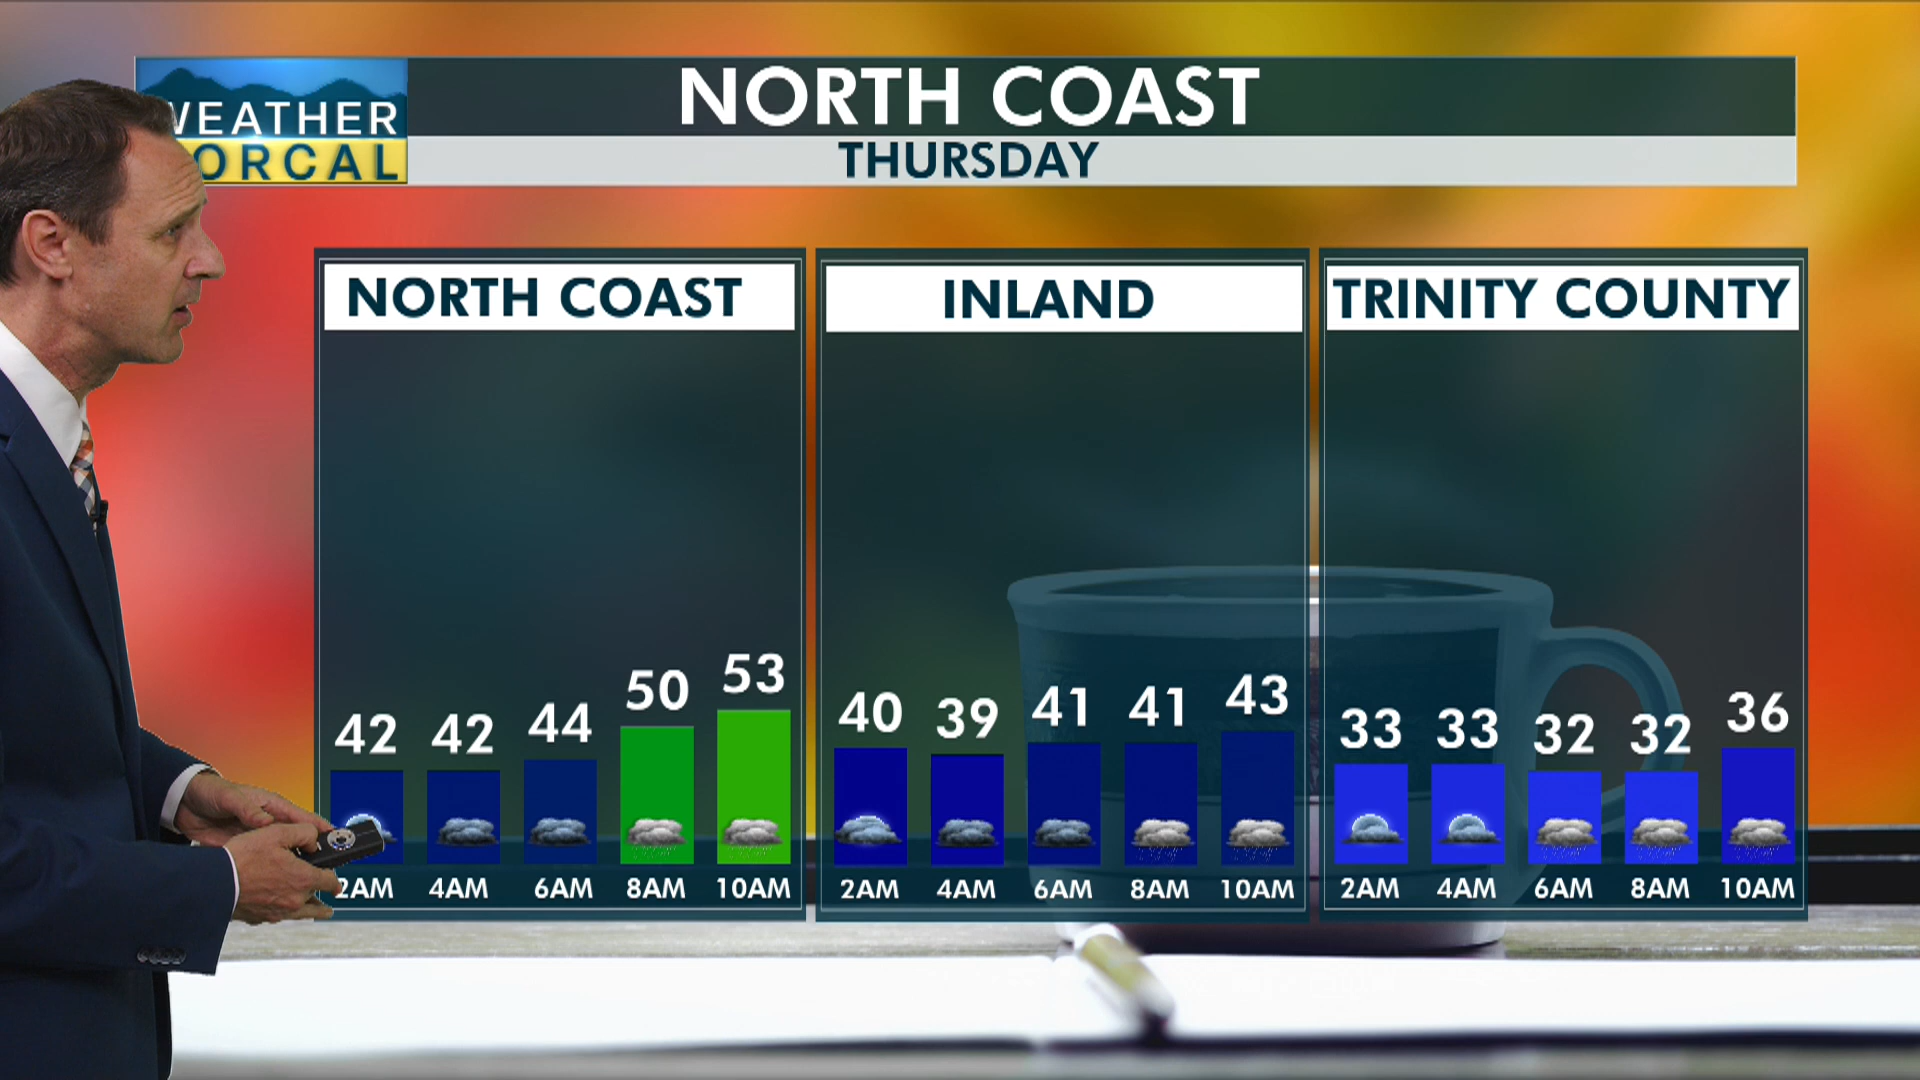 WEATHER
ORCAL
NORTH COAST
THURSDAY
NORTH COAST
42 42 44 50 53
2AM 4AM 6AM 8AM 10AM
INLAND
40 39 41 41 43
2AM 4AM 6AM 8AM 10AM
TRINITY COUNTY
33 33 32 32 36
2AM 4AM 6AM 8AM 10AM